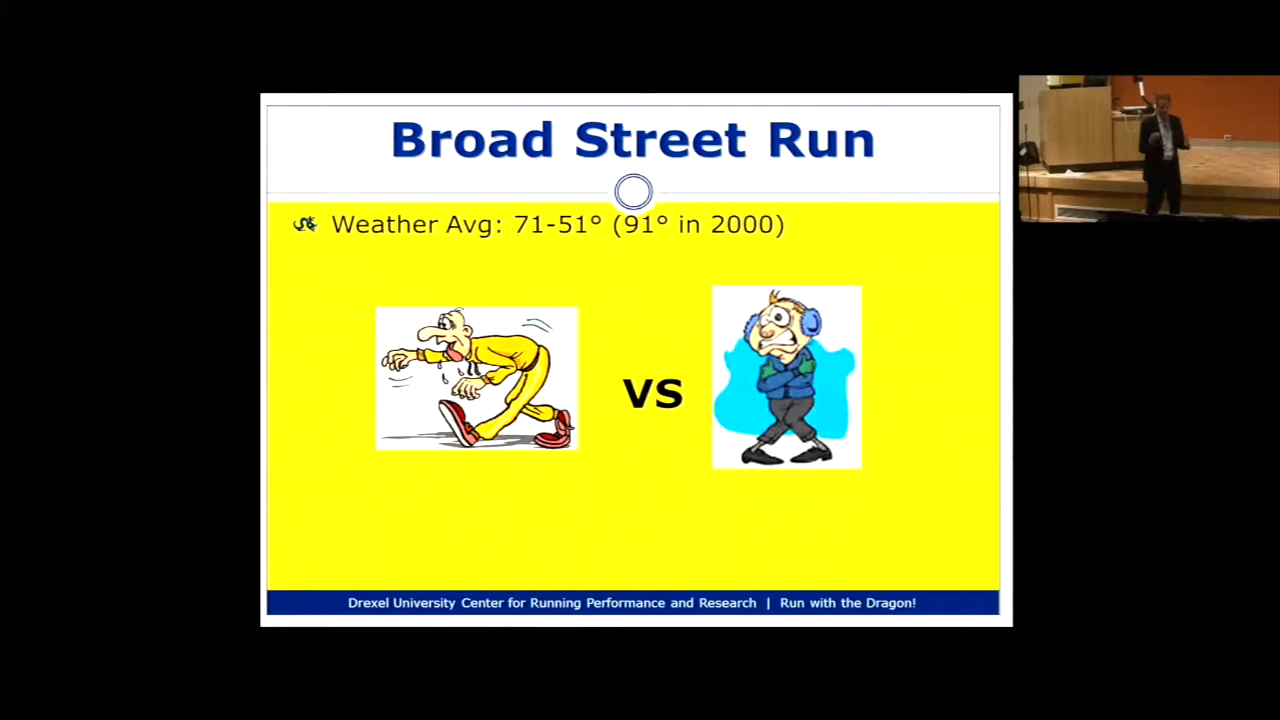 Broad Street Run
Weather Avg: 71-51° (91° in 2000)
VS
Drexel University Center for Running Performance and Research | Run with the Dragon!